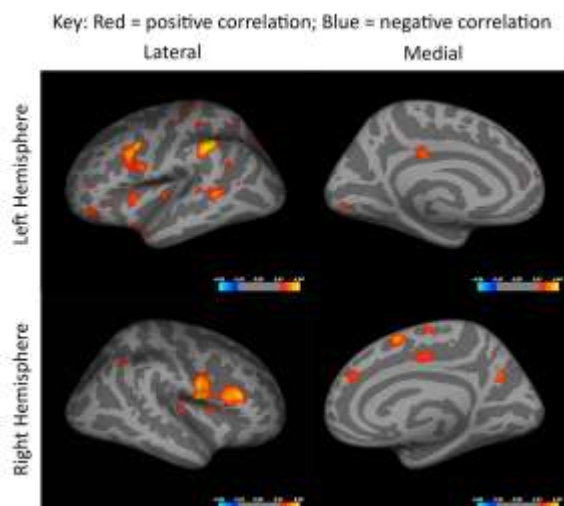 Key: Red = positive correlation; Blue = negative correlation
Lateral
Medial
Left Hemisphere
Right Hemisphere